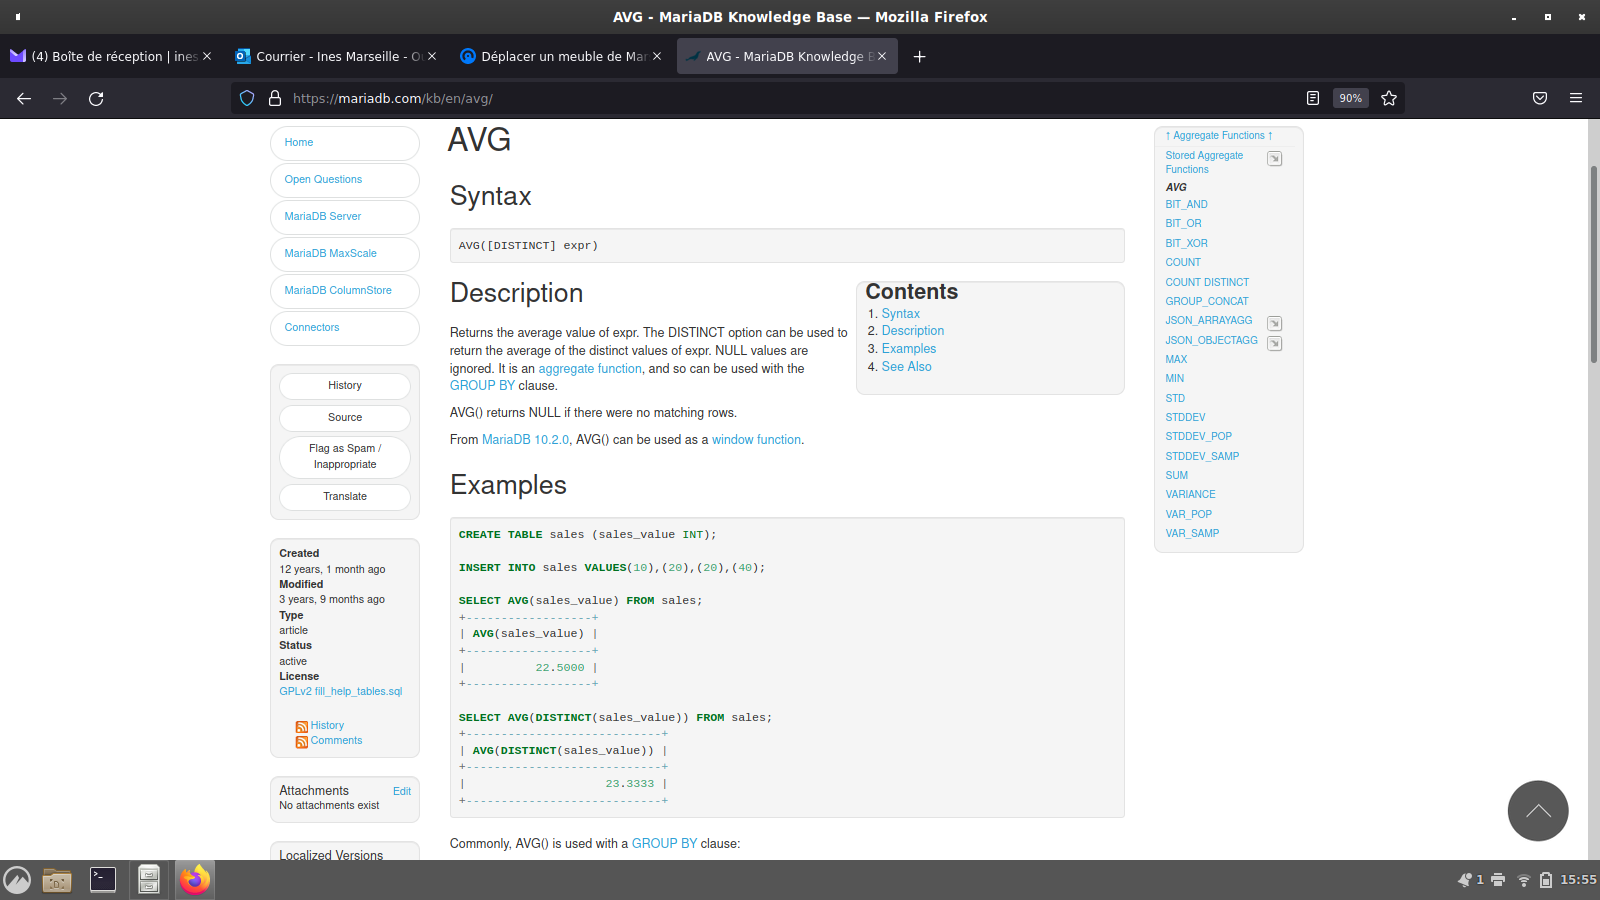 AVG - MariaDB Knowledge Base — Mozilla Firefox
(4) Boîte de réception | ines
Courrier - Ines Marseille - O
Déplacer un meuble de Mar
AVG - MariaDB Knowledge B
https://mariadb.com/kb/en/avg/
90%
Home
Open Questions
MariaDB Server
MariaDB MaxScale
MariaDB ColumnStore
Connectors
History
Source
Flag as Spam /
Inappropriate
Translate
Created
12 years, 1 month ago
Modified
3 years, 9 months ago
Type
article
Status
active
License
GPLv2 fill_help_tables.sql
History
Comments
Attachments Edit
No attachments exist
Localized Versions
AVG
Syntax
AVG([DISTINCT] expr)
Description
Returns the average value of expr. The DISTINCT option can be used to
return the average of the distinct values of expr. NULL values are
ignored. It is an aggregate function, and so can be used with the
GROUP BY clause.
AVG() returns NULL if there were no matching rows.
From MariaDB 10.2.0, AVG() can be used as a window function.
Contents
1. Syntax
2. Description
3. Examples
4. See Also
Examples
CREATE TABLE sales (sales_value INT);
INSERT INTO sales VALUES(10),(20),(20),(40);
SELECT AVG(sales_value) FROM sales;
+------------------+
| AVG(sales_value) |
+------------------+
|          22.5000 |
+------------------+
SELECT AVG(DISTINCT(sales_value)) FROM sales;
+----------------------------+
| AVG(DISTINCT(sales_value)) |
+----------------------------+
|                    23.3333 |
+----------------------------+
Commonly, AVG() is used with a GROUP BY clause:
↑ Aggregate Functions ↑
Stored Aggregate
Functions
AVG
BIT_AND
BIT_OR
BIT_XOR
COUNT
COUNT DISTINCT
GROUP_CONCAT
JSON_ARRAYAGG
JSON_OBJECTAGG
MAX
MIN
STD
STDDEV
STDDEV_POP
STDDEV_SAMP
SUM
VARIANCE
VAR_POP
VAR_SAMP
1
15:55